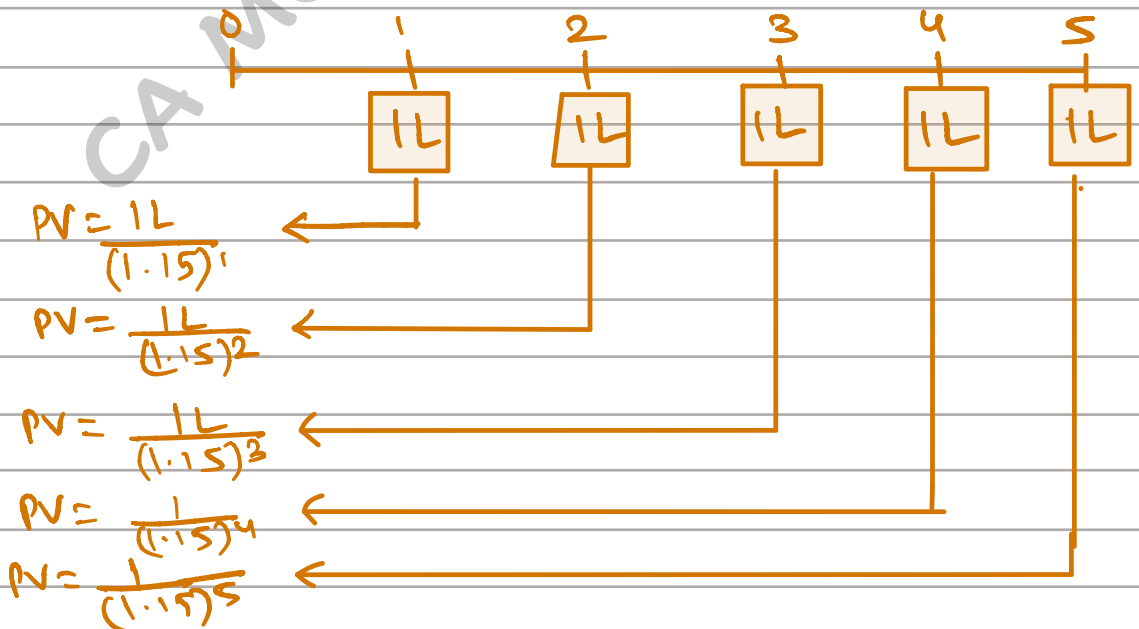 CA M
0 1 2 3 4 5
1L 1L 1L 1L 1L
PV = 1L
(1.15)¹
PV = 1L
(1.15)²
PV = 1L
(1.15)³
PV = 1
(1.15)⁴
PV = 1
(1.15)⁵